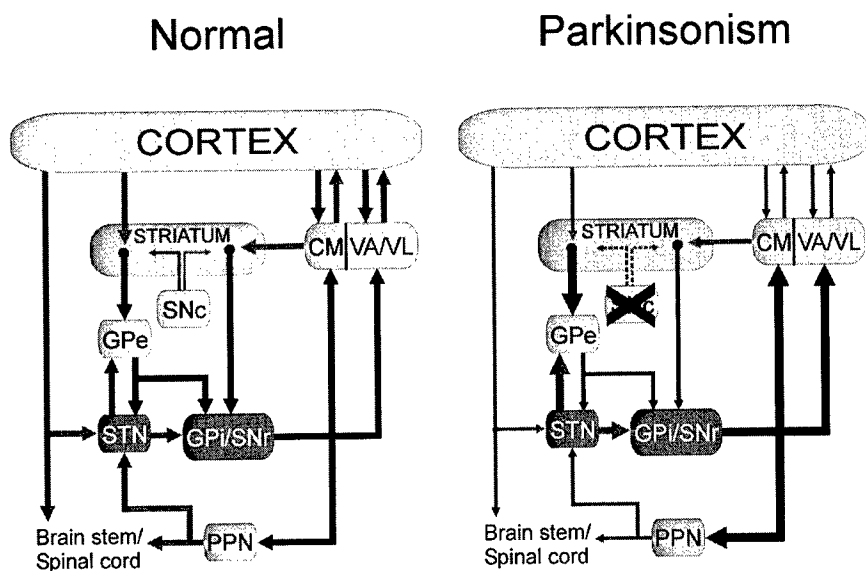 Normal
CORTEX
STRIATUM
CM VA/VL
SNc
GPe
STN
GPi/SNr
Brain stem/
Spinal cord
PPN
Parkinsonism
CORTEX
STRIATUM
CM VA/VL
GPe
STN
GPi/SNr
Brain stem/
Spinal cord
PPN